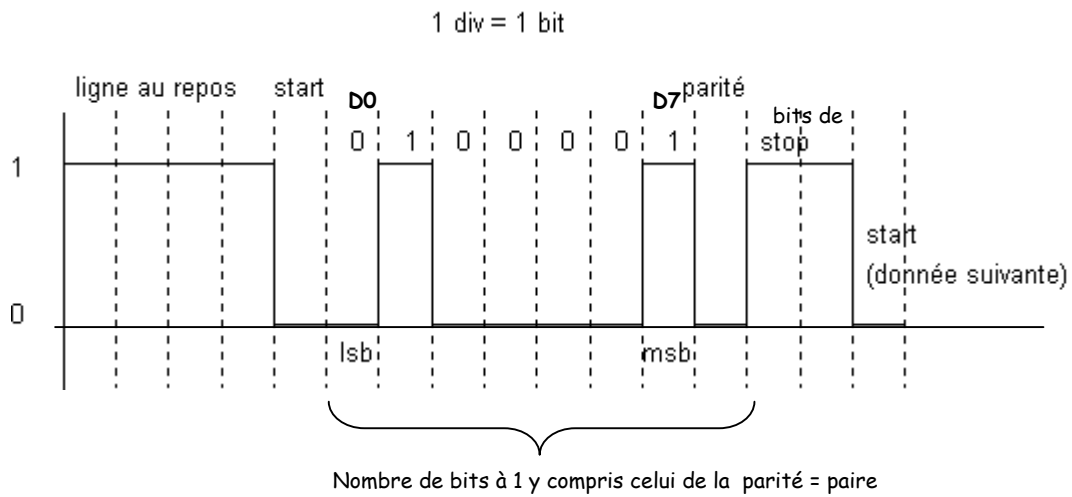 1 div = 1 bit
ligne au repos start D0 D7 parité
bits de
0 1 0 0 0 0 1 stop
1
start
(donnée suivante)
0
lsb msb
Nombre de bits à 1 y compris celui de la parité = paire